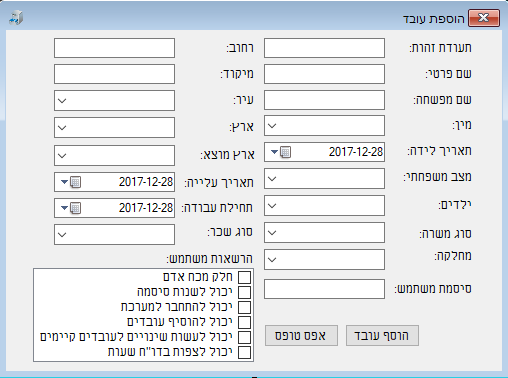 הוספת עובד
תעודת זהות:
שם פרטי:
שם משפחה:
מין:
תאריך לידה:
2017-12-28
מצב משפחתי:
ילדים:
סוג משרה:
מחלקה:
סיסמת משתמש:
הוסף עובד
אפס טופס
רחוב:
מיקוד:
עיר:
ארץ:
ארץ מוצא:
תאריך עלייה:
2017-12-28
תחילת עבודה:
2017-12-28
סוג שכר:
הרשאות משתמש:
חלק מכח אדם
יכול לשנות סיסמה
יכול להתחבר למערכת
יכול להוסיף עובדים
יכול לעשות שינויים לעובדים קיימים
יכול לצפות בדו"ח שעות